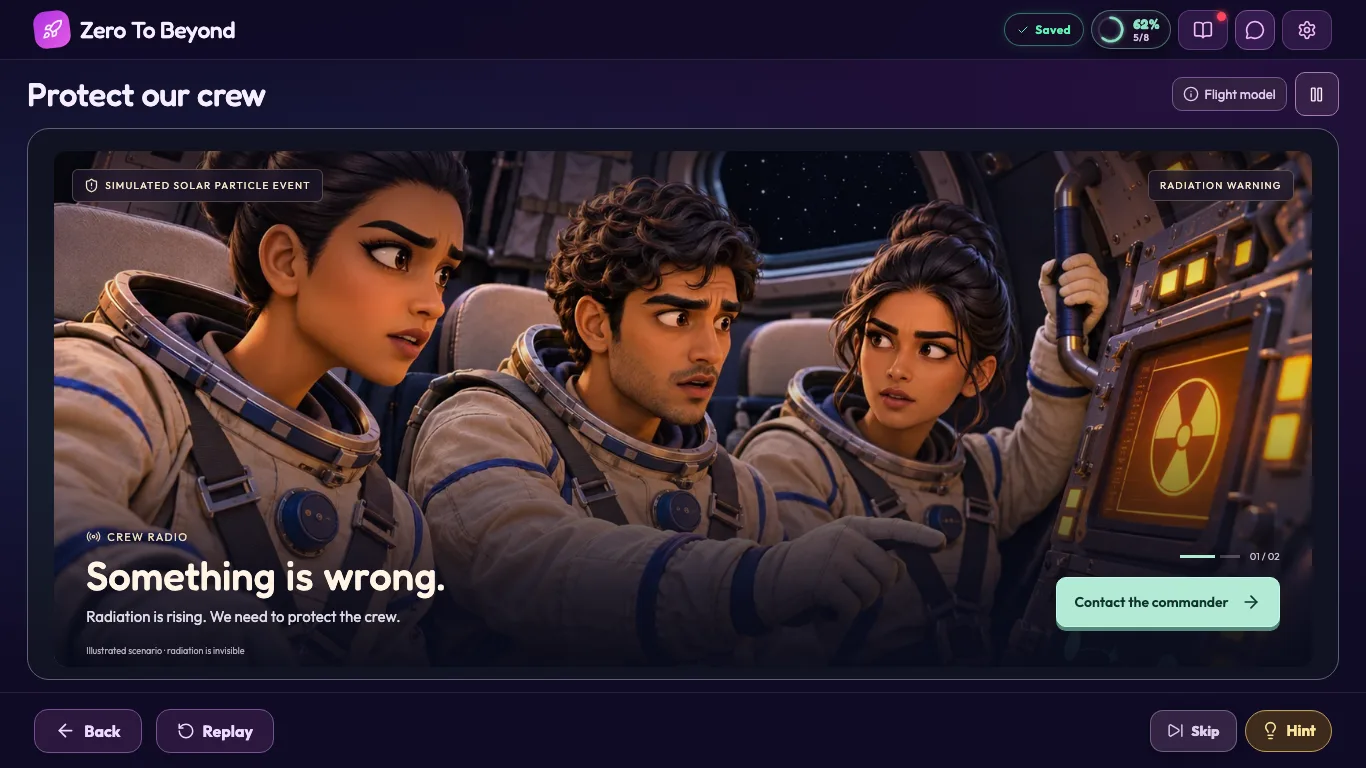 Zero To Beyond
Saved
62%
5/8
Protect our crew
Flight model
SIMULATED SOLAR PARTICLE EVENT
RADIATION WARNING
CREW RADIO
Something is wrong.
Radiation is rising. We need to protect the crew.
Illustrated scenario · radiation is invisible
01 / 02
Contact the commander
Back
Replay
Skip
Hint